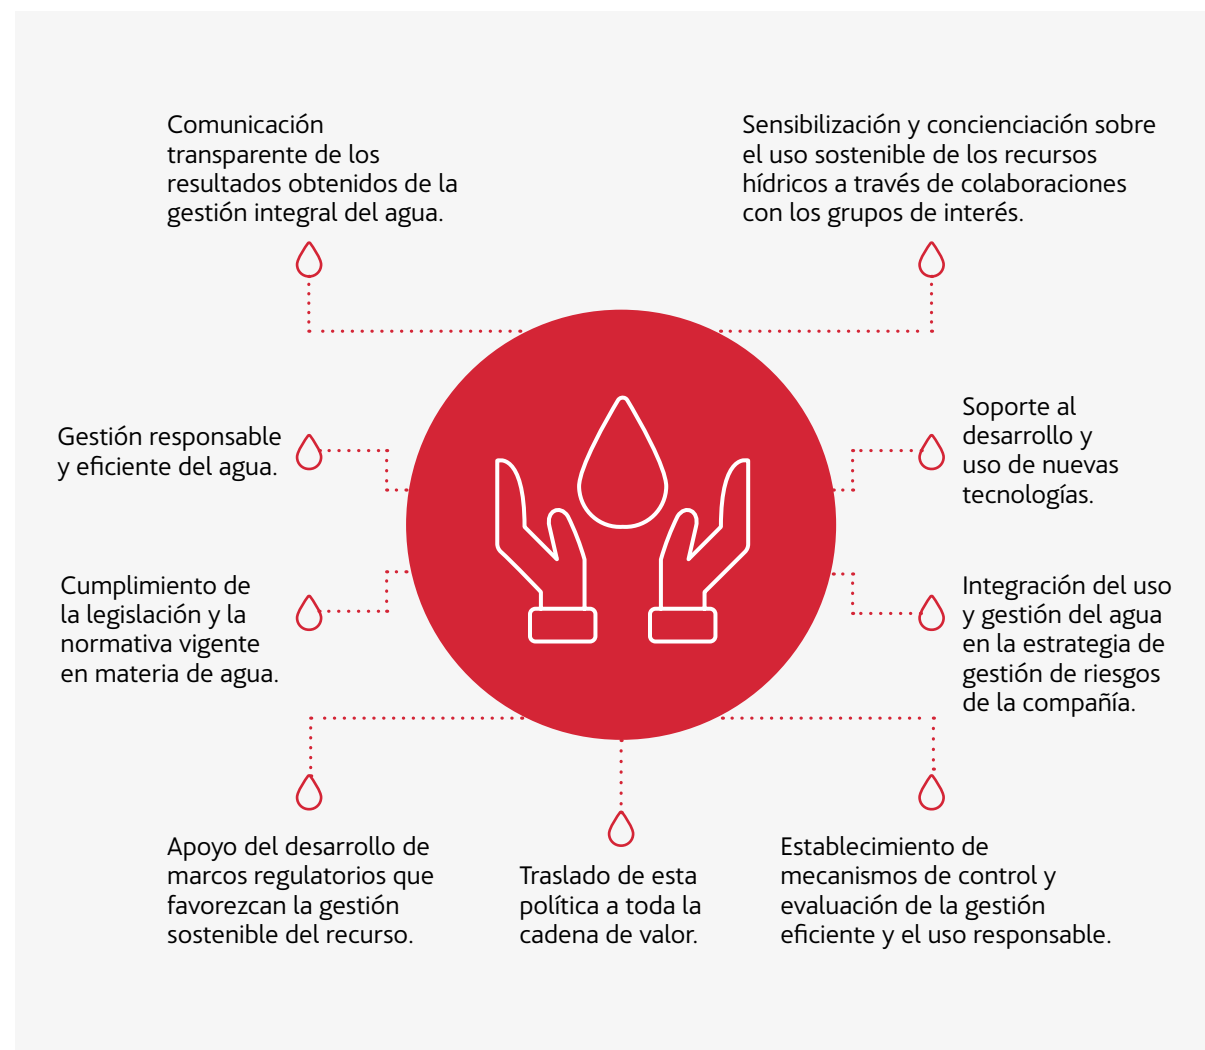 Comunicación
transparente de los
resultados obtenidos de la
gestión integral del agua.
Sensibilización y concienciación sobre
el uso sostenible de los recursos
hídricos a través de colaboraciones
con los grupos de interés.
Gestión responsable
y eficiente del agua.
Soporte al
desarrollo y
uso de nuevas
tecnologías.
Cumplimiento de
la legislación y la
normativa vigente
en materia de agua.
Integración del uso
y gestión del agua
en la estrategia de
gestión de riesgos
de la compañía.
Apoyo del desarrollo de
marcos regulatorios que
favorezcan la gestión
sostenible del recurso.
Traslado de esta
política a toda la
cadena de valor.
Establecimiento de
mecanismos de control y
evaluación de la gestión
eficiente y el uso responsable.